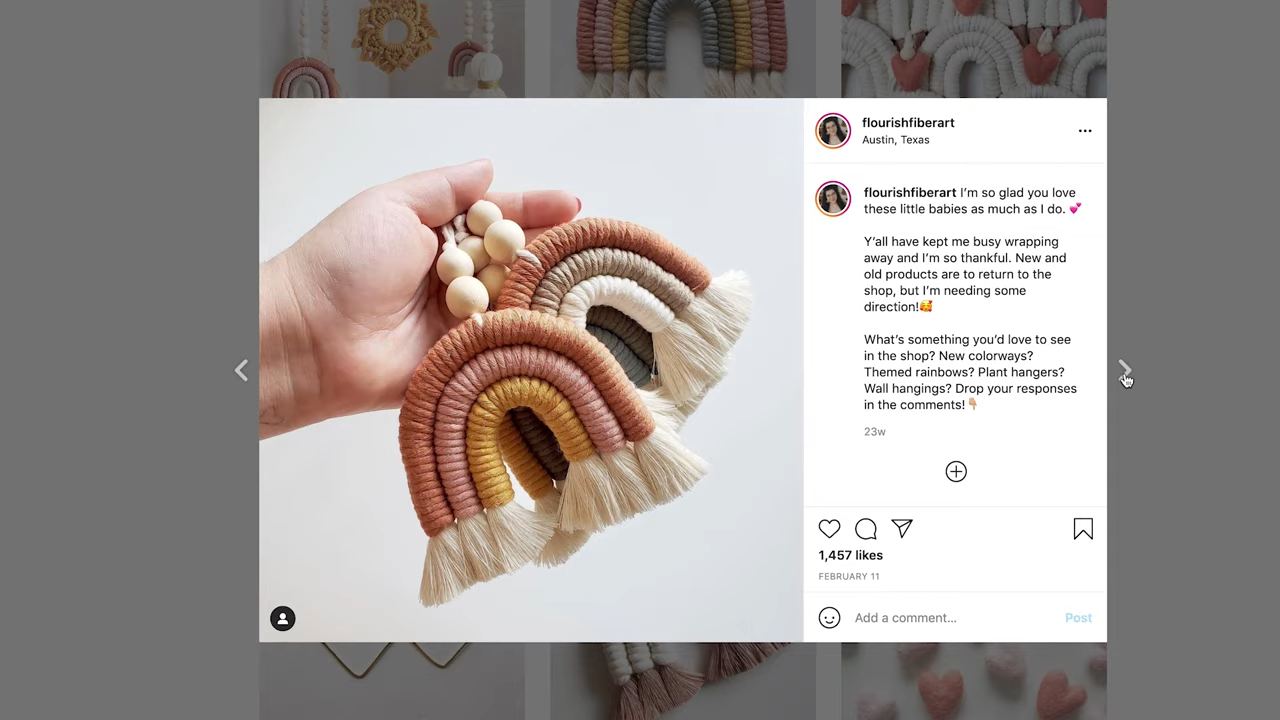 flourishfiberart
Austin, Texas
flourishfiberart I’m so glad you love
these little babies as much as I do. 💕
Y’all have kept me busy wrapping
away and I’m so thankful. New and
old products are to return to the
shop, but I’m needing some
direction!🥰
What’s something you’d love to see
in the shop? New colorways?
Themed rainbows? Plant hangers?
Wall hangings? Drop your responses
in the comments!👇🏼
23w
1,457 likes
FEBRUARY 11
Add a comment...
Post